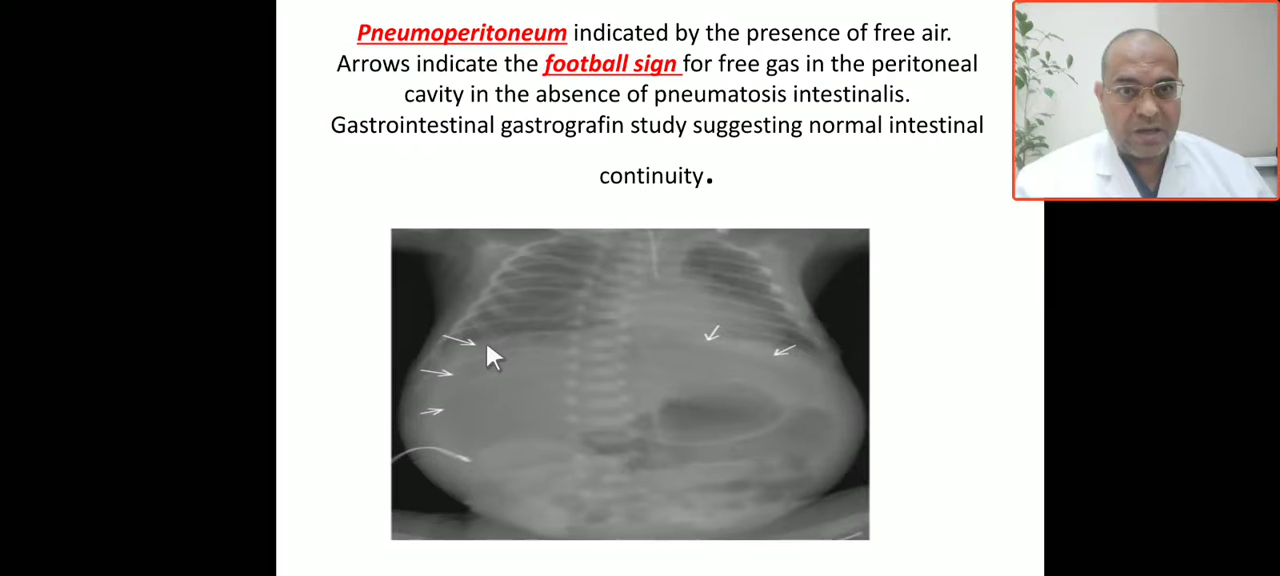 Pneumoperitoneum indicated by the presence of free air.
Arrows indicate the football sign for free gas in the peritoneal
cavity in the absence of pneumatosis intestinalis.
Gastrointestinal gastrografin study suggesting normal intestinal
continuity.